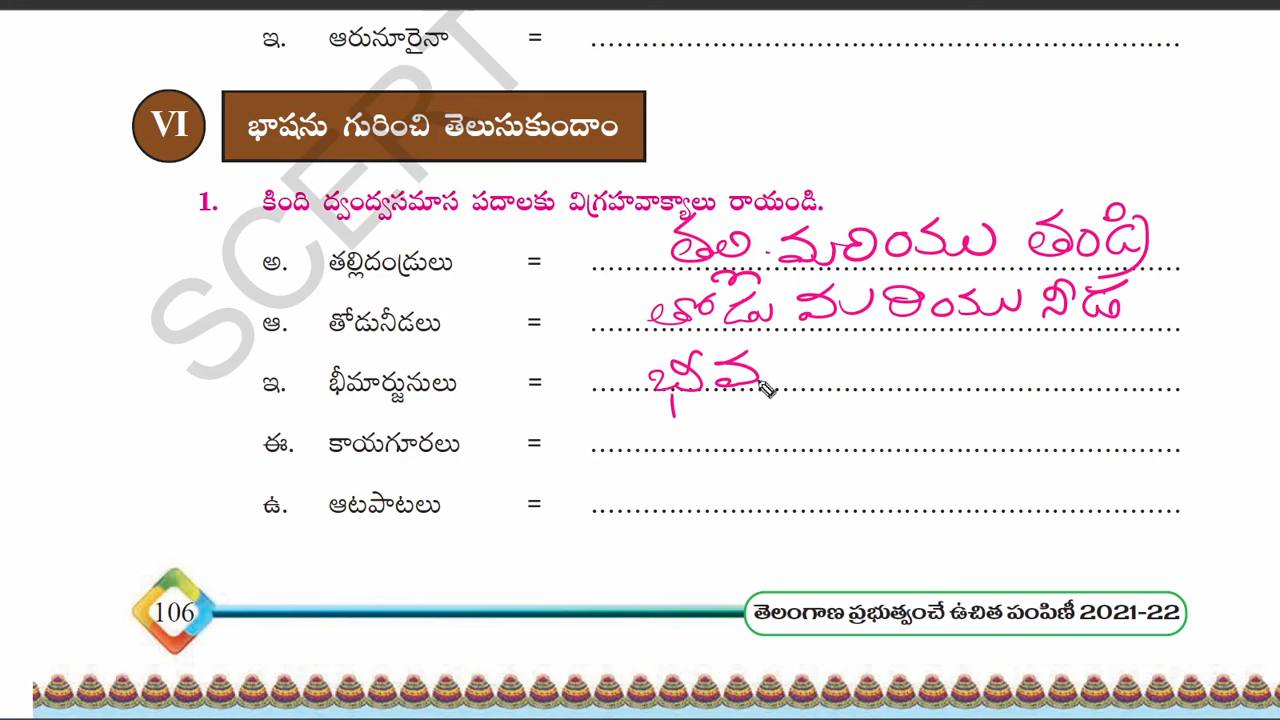 ఇ. ఆరునూరైనా = ......................................................
VI భాషను గురించి తెలుసుకుందాం
1. కింది ద్వంద్వసమాస పదాలకు విగ్రహవాక్యాలు రాయండి.
అ. తల్లిదండ్రులు = తల్లి మరియు తండ్రి
ఆ. తోడునీడలు = తోడు మరియు నీడ
ఇ. భీమార్జునులు = భీమ
ఈ. కాయగూరలు = ......................................................
ఉ. ఆటపాటలు = ......................................................
106 తెలంగాణ ప్రభుత్వంచే ఉచిత పంపిణీ 2021-22
SCERT